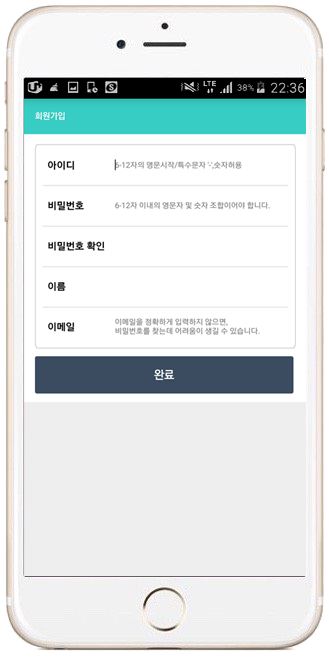 LTE 38% 22:36
회원가입
아이디 6-12자의 영문시작/특수문자 '-',숫자허용
비밀번호 6-12자 이내의 영문자 및 숫자 조합이어야 합니다.
비밀번호 확인
이름
이메일 이메일을 정확하게 입력하지 않으면,
비밀번호를 찾는데 어려움이 생길 수 있습니다.
완료